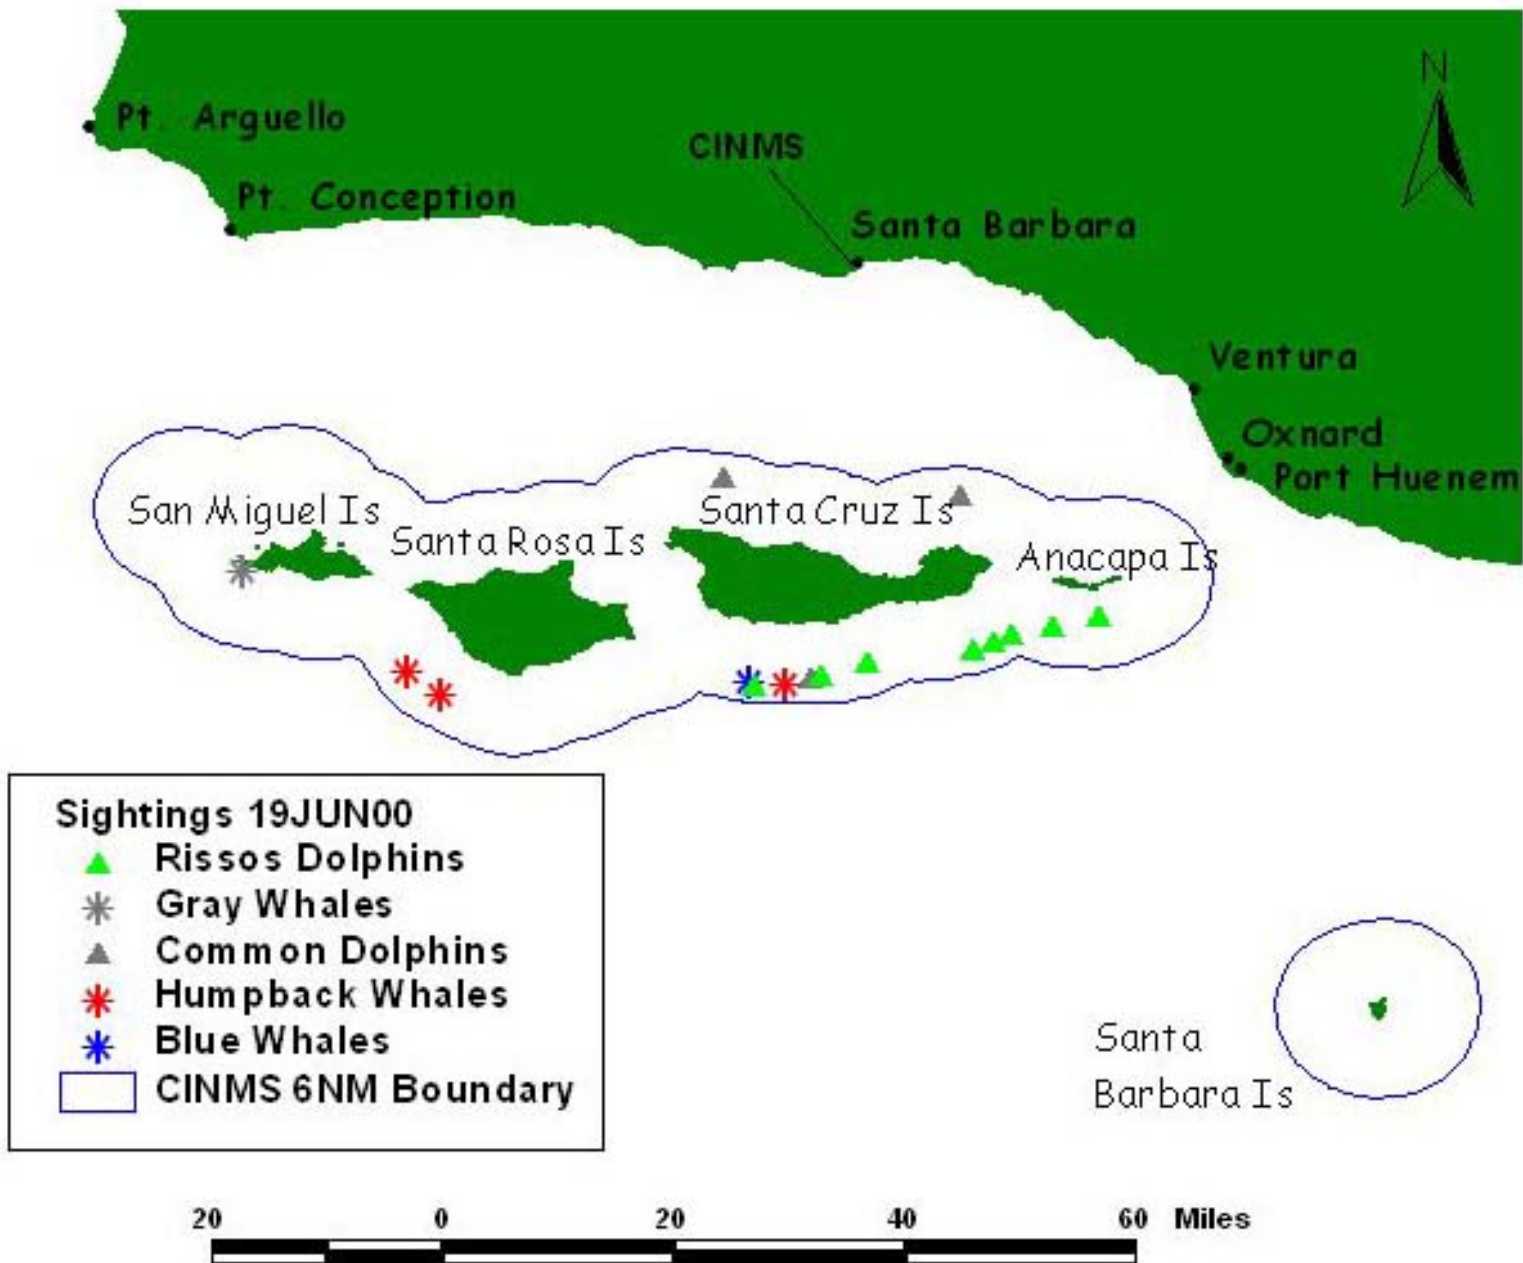 N
Pt. Arguello
CINMS
Pt. Conception
Santa Barbara
Ventura
Oxnard
Port Huenem
San Miguel Is
Santa Rosa Is
Santa Cruz Is
Anacapa Is
Sightings 19JUN00
Rissos Dolphins
Gray Whales
Common Dolphins
Humpback Whales
Blue Whales
CINMS 6NM Boundary
Santa
Barbara Is
20 0 20 40 60 Miles